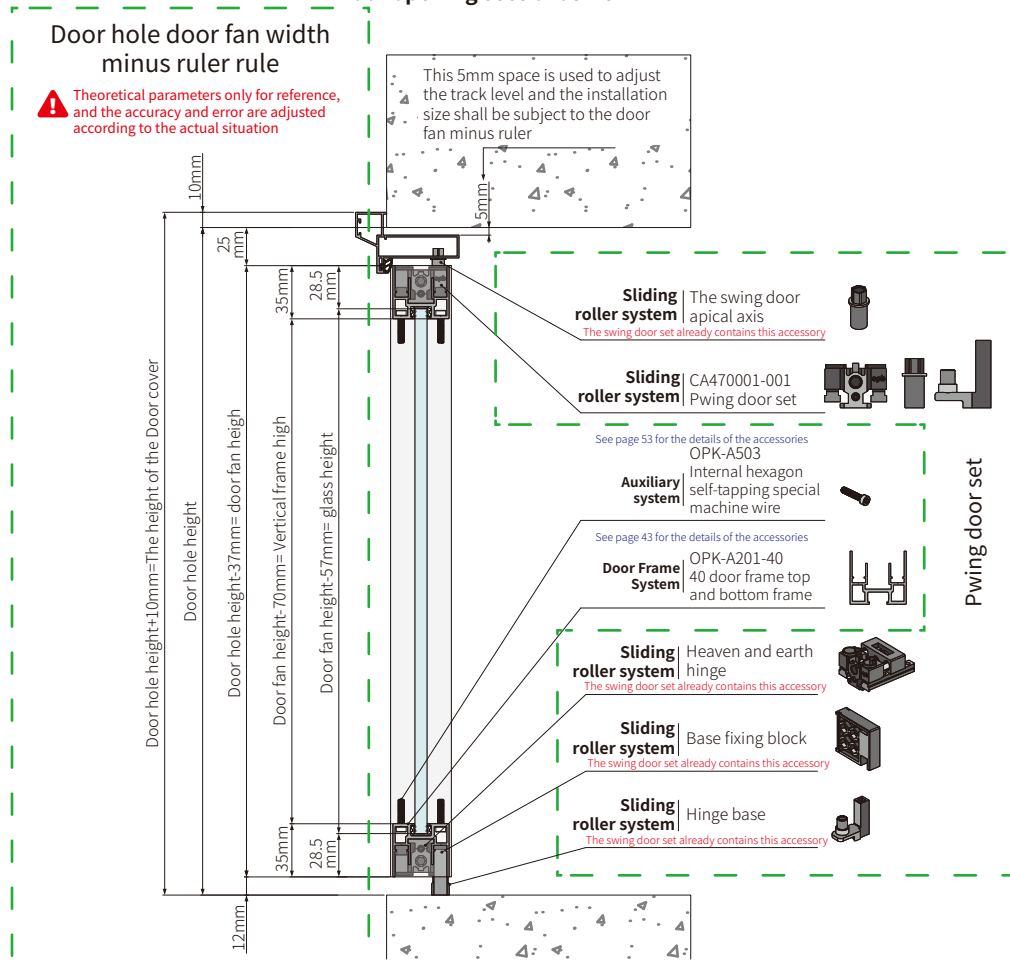 Door hole door fan width
minus ruler rule
Theoretical parameters only for reference,
and the accuracy and error are adjusted
according to the actual situation
This 5mm space is used to adjust
the track level and the installation
size shall be subject to the door
fan minus ruler
10mm
5mm
25
mm
35mm
28.5
mm
Door hole height+10mm=The height of the Door cover
Door hole height
Door hole height-37mm= door fan heigh
Door fan height-70mm= Vertical frame high
Door fan height-57mm= glass height
35mm
28.5
mm
12mm
Sliding
roller system
The swing door
apical axis
The swing door set already contains this accessory
Sliding
roller system
CA470001-001
Pwing door set
See page 53 for the details of the accessories
Auxiliary
system
OPK-A503
Internal hexagon
self-tapping special
machine wire
See page 43 for the details of the accessories
Door Frame
System
OPK-A201-40
40 door frame top
and bottom frame
Sliding
roller system
Heaven and earth
hinge
The swing door set already contains this accessory
Sliding
roller system
Base fixing block
The swing door set already contains this accessory
Sliding
roller system
Hinge base
The swing door set already contains this accessory
Pwing door set